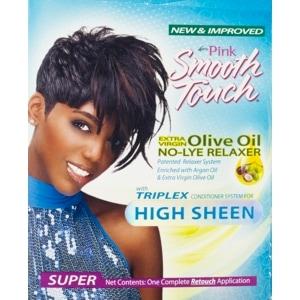 NEW & IMPROVED
Pink
Smooth
Touch
EXTRA VIRGIN Olive Oil
NO-LYE RELAXER
Patented Relaxer System
Enriched with Argan Oil
& Extra Virgin Olive Oil
with TRIPLEX CONDITIONER SYSTEM FOR
HIGH SHEEN
SUPER Net Contents: One Complete Retouch Application